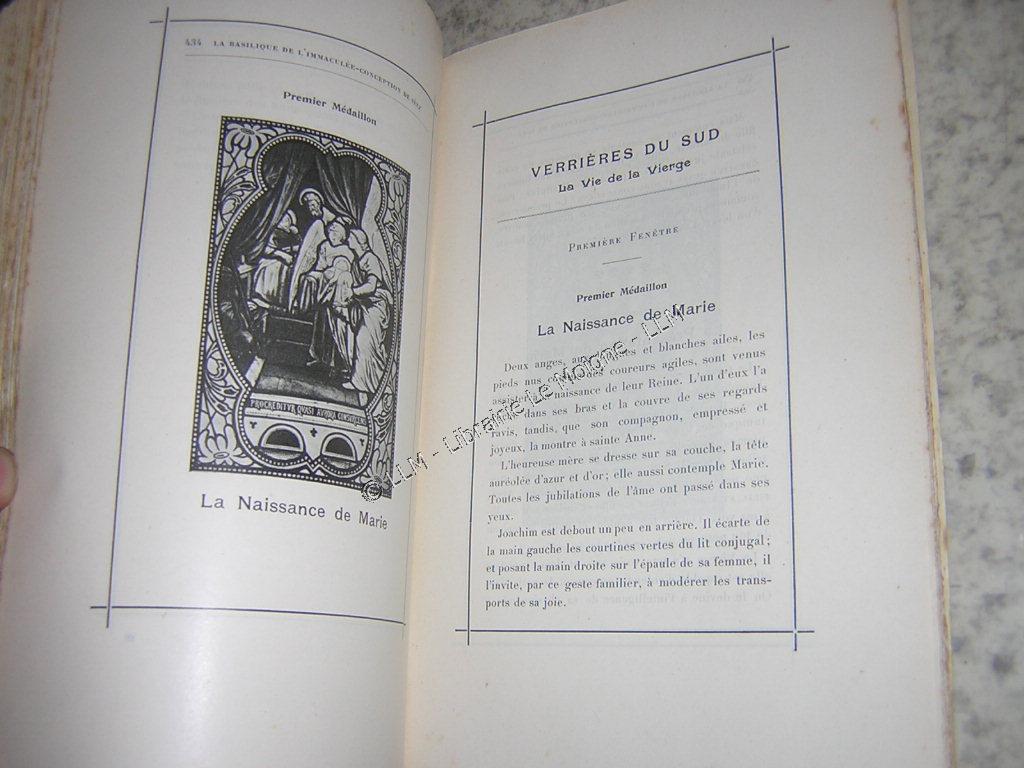 434 LA BASILIQUE DE L'IMMACULÉE-CONCEPTION DE
Premier Médaillon
PROCREDITVR QUASI AVRORA CONSURGENS
La Naissance de Marie
VERRIÈRES DU SUD
La Vie de la Vierge
PREMIÈRE FENÊTRE
Premier Médaillon
La Naissance de Marie
Deux anges, et blanches ailes, les
pieds nus coureurs agiles, sont venus
assister naissance de leur Reine. L'un d'eux l'a
dans ses bras et la couvre de ses regards
ravis, tandis, que son compagnon, empressé et
joyeux, la montre à sainte Anne.
L'heureuse mère se dresse sur sa couche, la tête
auréolée d'azur et d'or; elle aussi contemple Marie.
Toutes les jubilations de l'âme ont passé dans ses
yeux.
Joachim est debout un peu en arrière. Il écarte de
la main gauche les courtines vertes du lit conjugal;
et posant la main droite sur l'épaule de sa femme, il
l'invite, par ce geste familier, à modérer les trans-
ports de sa joie.
© LLM - Librairie Le Moigne - LLM